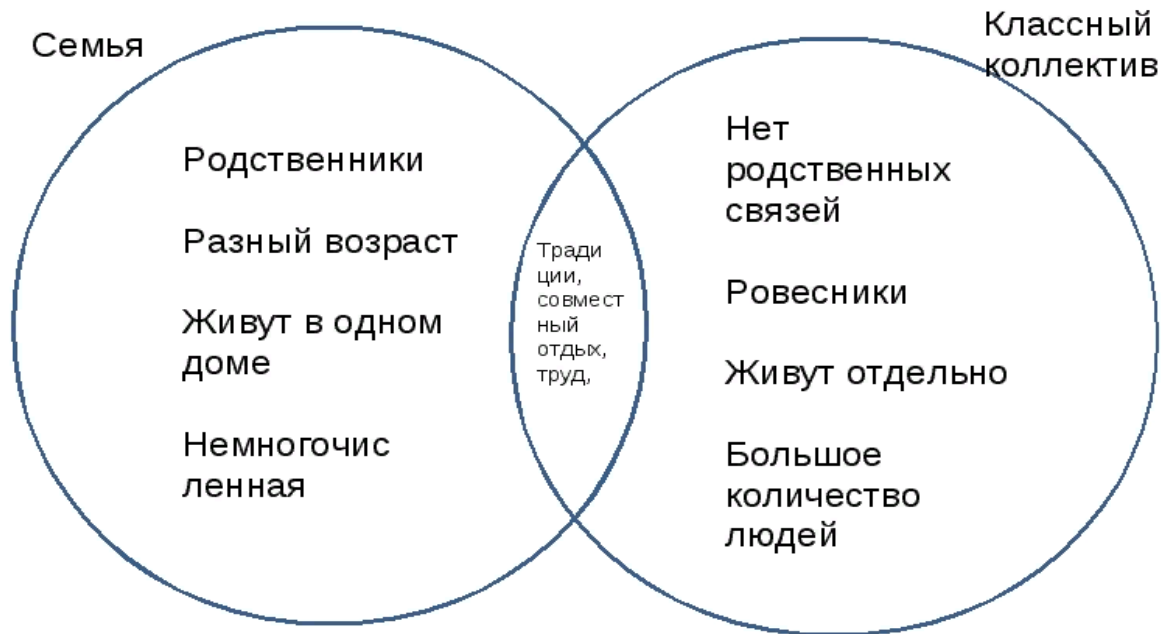 Семья
Классный
коллектив
Родственники
Разный возраст
Живут в одном
доме
Немногочис
ленная
Тради
ции,
совмест
ный
отдых,
труд,
Нет
родственных
связей
Ровесники
Живут отдельно
Большое
количество
людей